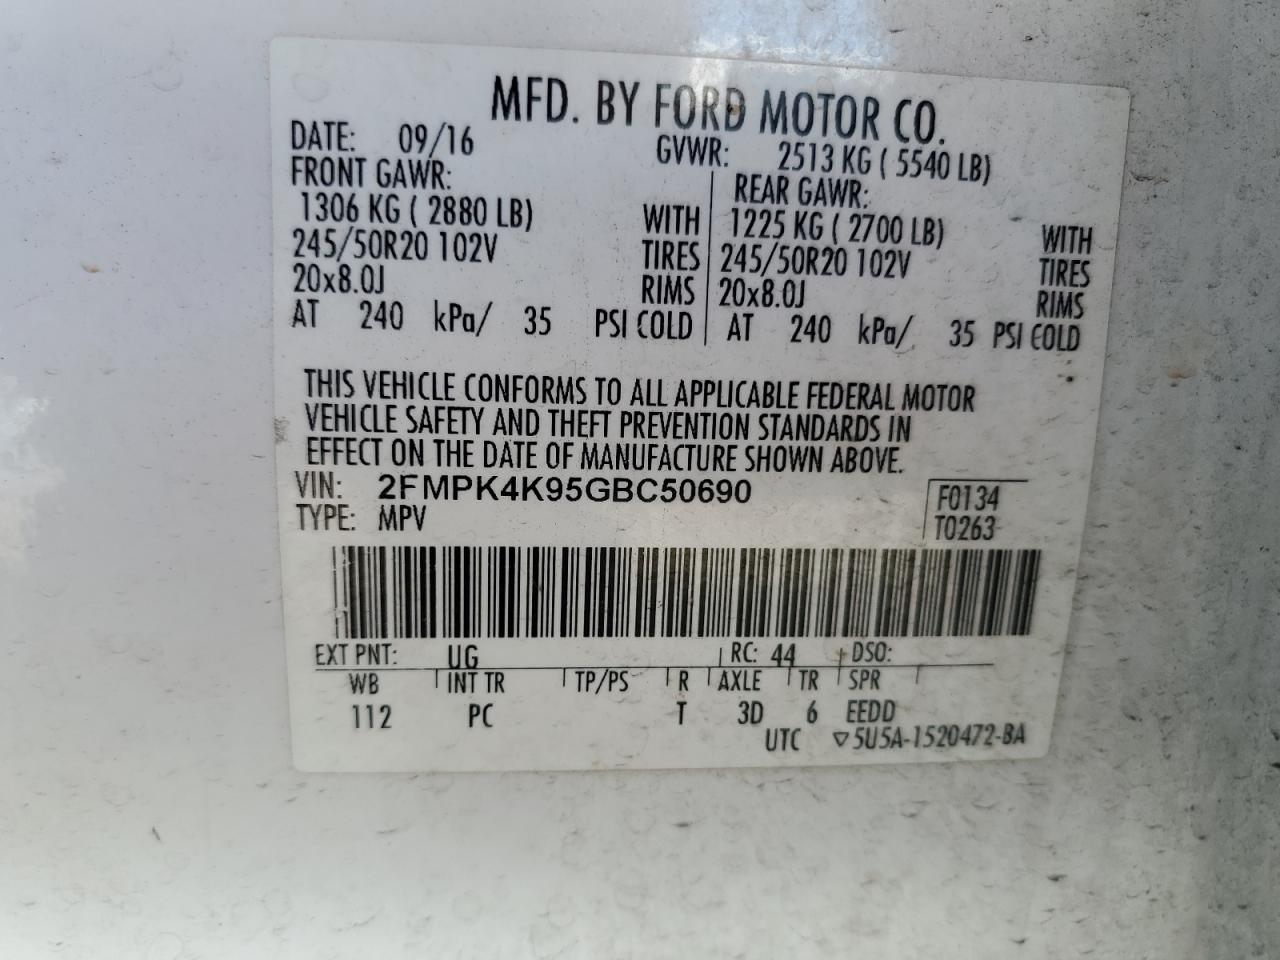 MFD. BY FORD MOTOR CO.
DATE: 09/16 GVWR: 2513 KG ( 5540 LB)
FRONT GAWR: REAR GAWR:
1306 KG ( 2880 LB) WITH 1225 KG ( 2700 LB) WITH
245/50R20 102V TIRES 245/50R20 102V TIRES
20x8.0J RIMS 20x8.0J RIMS
AT 240 kPa/ 35 PSI COLD AT 240 kPa/ 35 PSI COLD
THIS VEHICLE CONFORMS TO ALL APPLICABLE FEDERAL MOTOR
VEHICLE SAFETY AND THEFT PREVENTION STANDARDS IN
EFFECT ON THE DATE OF MANUFACTURE SHOWN ABOVE.
VIN: 2FMPK4K95GBC50690 F0134
TYPE: MPV T0263
EXT PNT: UG RC: 44 DSO:
WB INT TR TP/PS R AXLE TR SPR
112 PC T 3D 6 EEDD
UTC ▽5U5A-1520472-BA